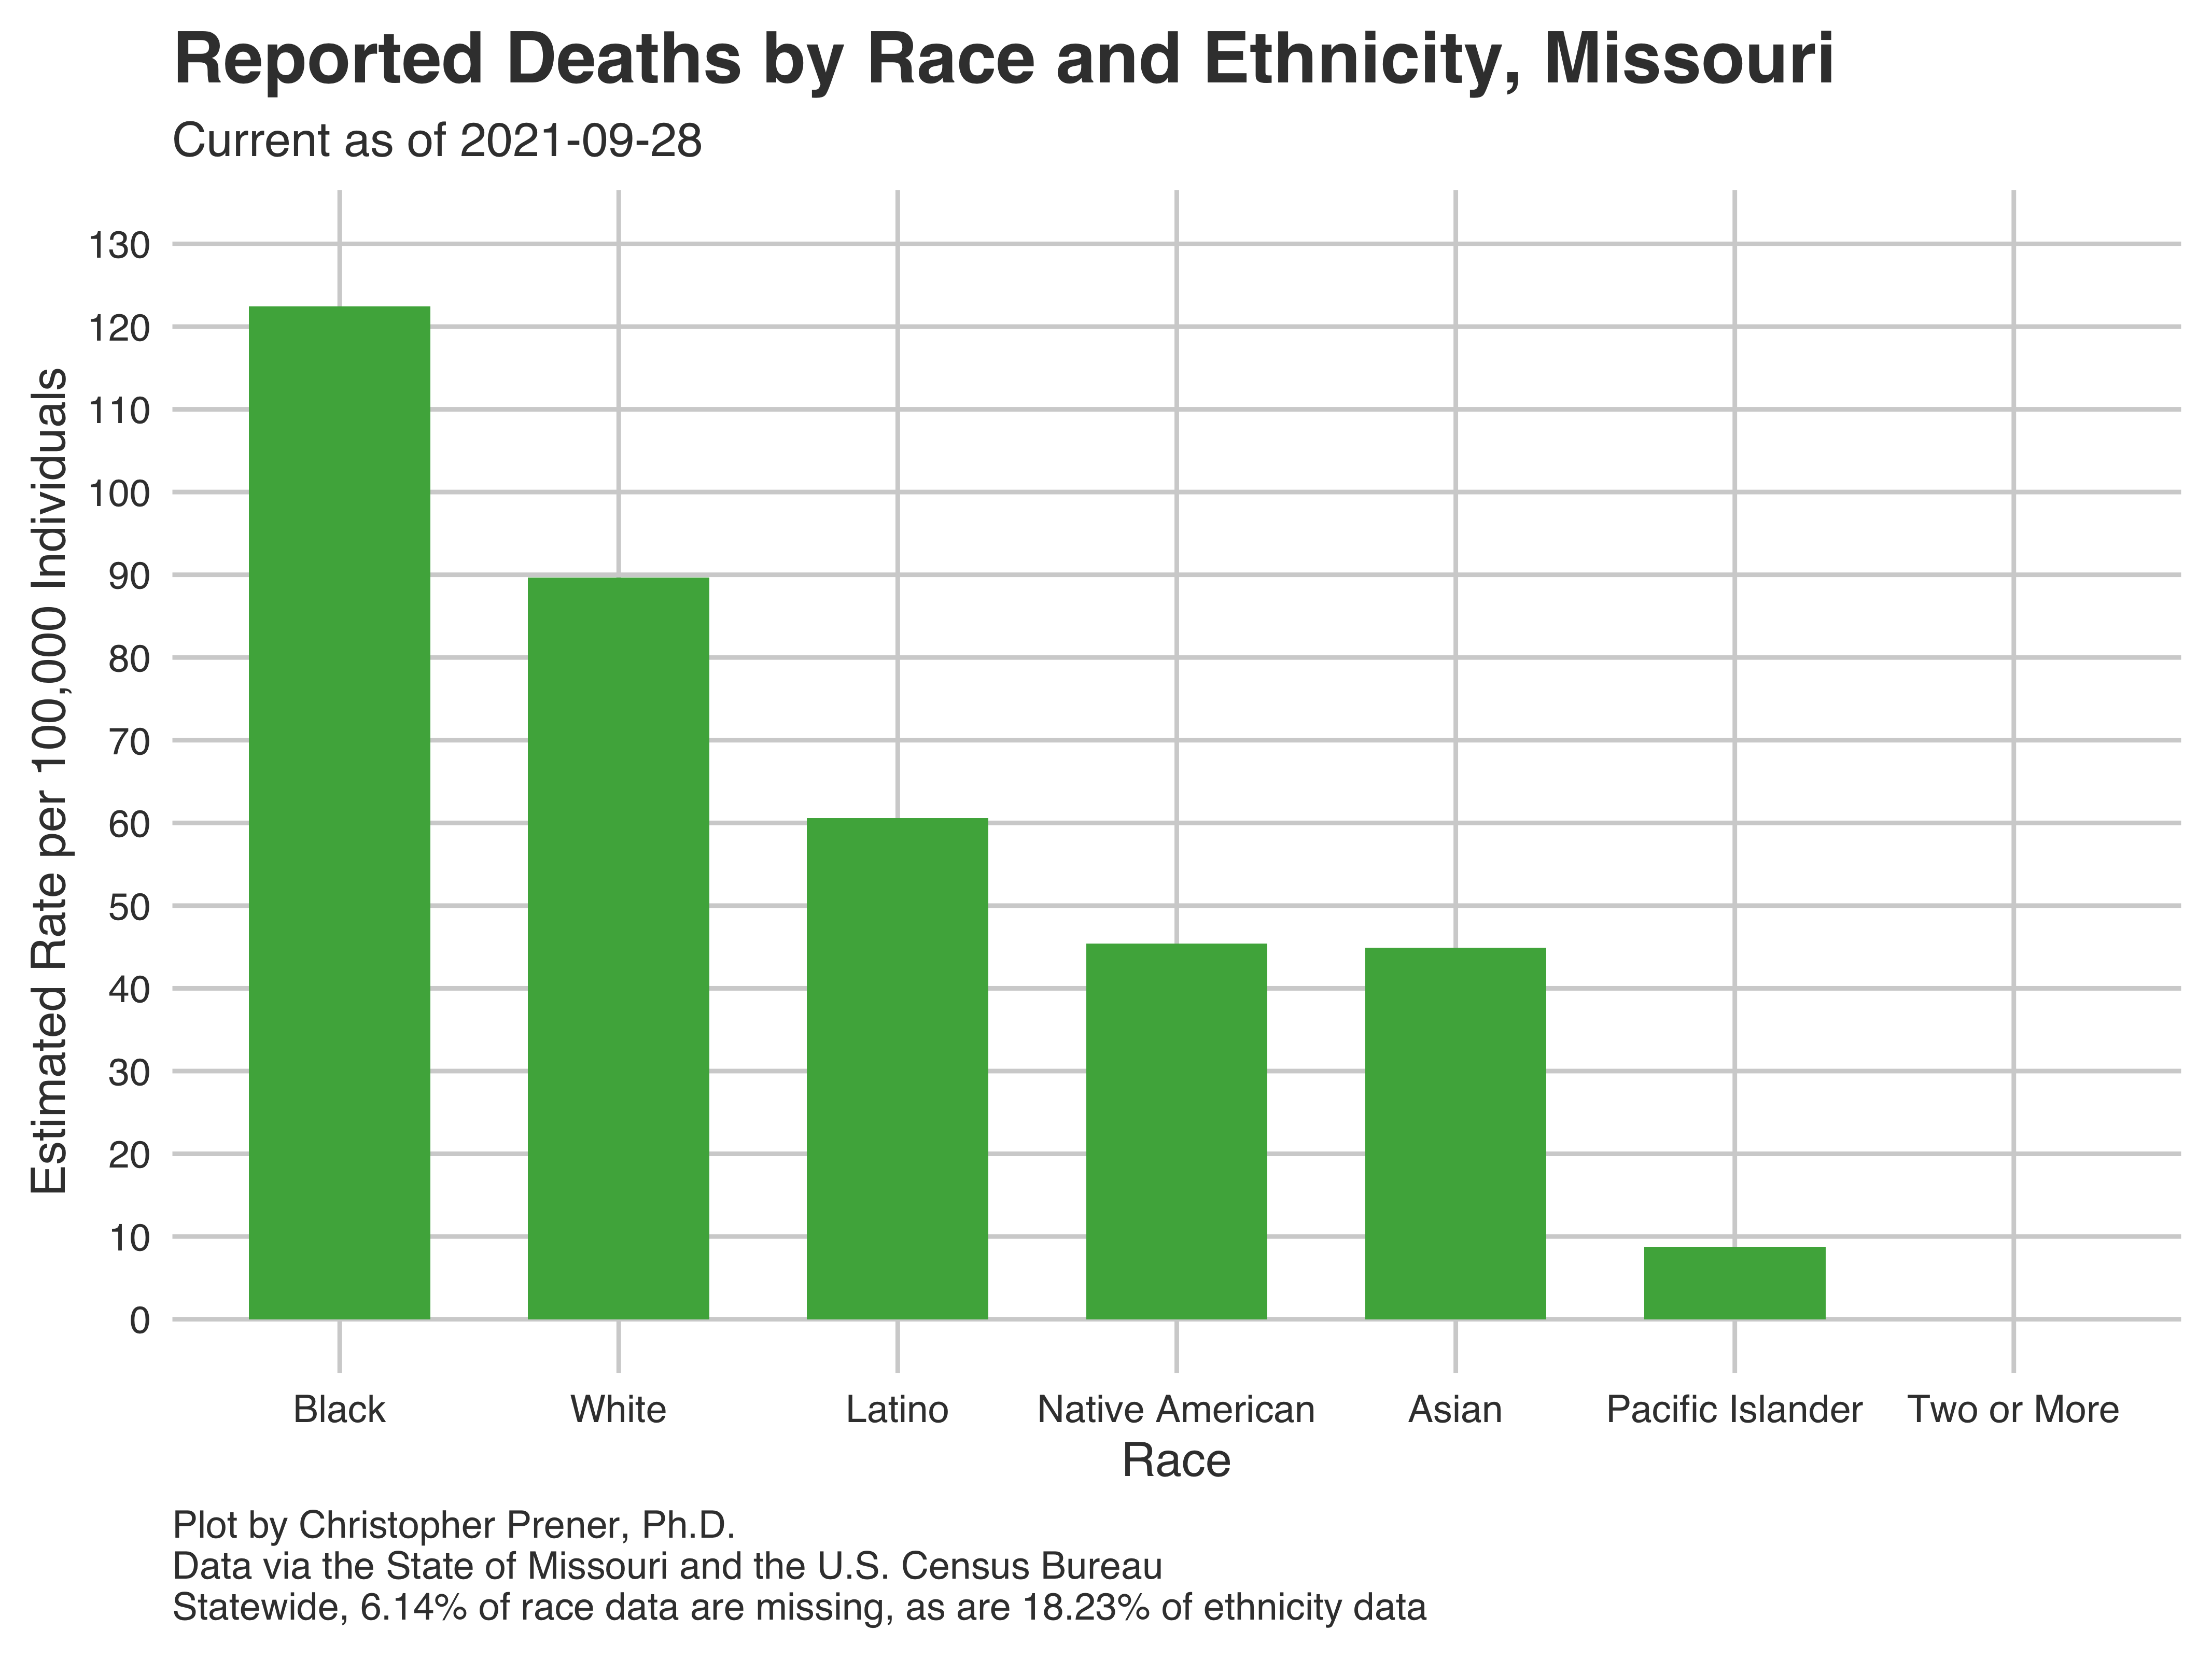 Reported Deaths by Race and Ethnicity, Missouri
Current as of 2021-09-28
Estimated Rate per 100,000 Individuals
130
120
110
100
90
80
70
60
50
40
30
20
10
0
Black White Latino Native American Asian Pacific Islander Two or More
Race
Plot by Christopher Prener, Ph.D.
Data via the State of Missouri and the U.S. Census Bureau
Statewide, 6.14% of race data are missing, as are 18.23% of ethnicity data